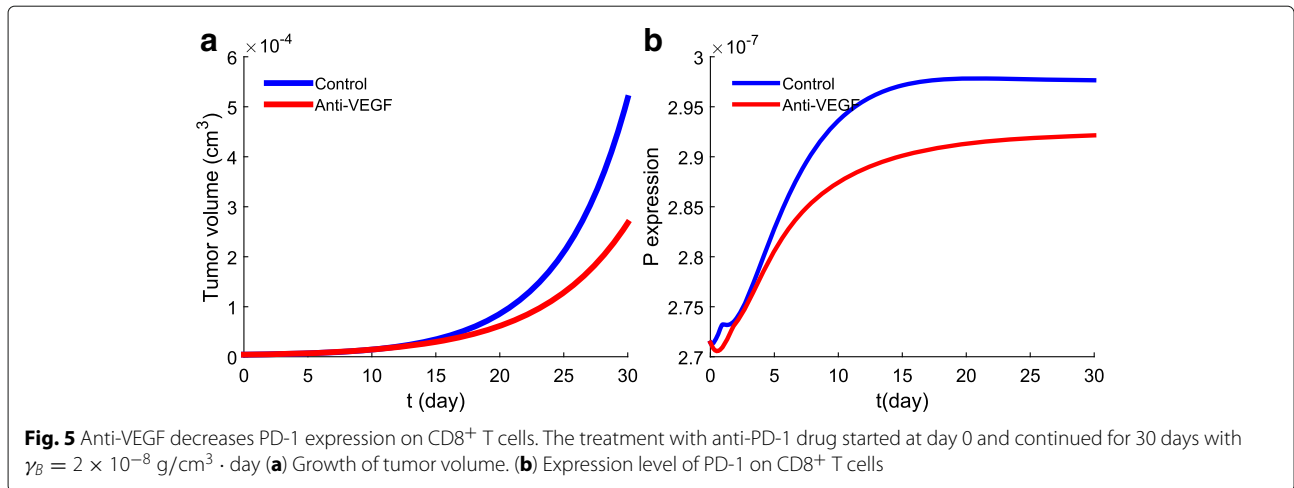 a
×10⁻⁴
6
5
4
3
2
1
0
Tumor volume (cm³)
Control
Anti-VEGF
0 5 10 15 20 25 30
t (day)
b
×10⁻⁷
3
2.95
2.9
2.85
2.8
2.75
2.7
P expression
Control
Anti-VEGF
0 5 10 15 20 25 30
t(day)
Fig. 5 Anti-VEGF decreases PD-1 expression on CD8⁺ T cells. The treatment with anti-PD-1 drug started at day 0 and continued for 30 days with
γ_B = 2 × 10⁻⁸ g/cm³ · day (a) Growth of tumor volume. (b) Expression level of PD-1 on CD8⁺ T cells